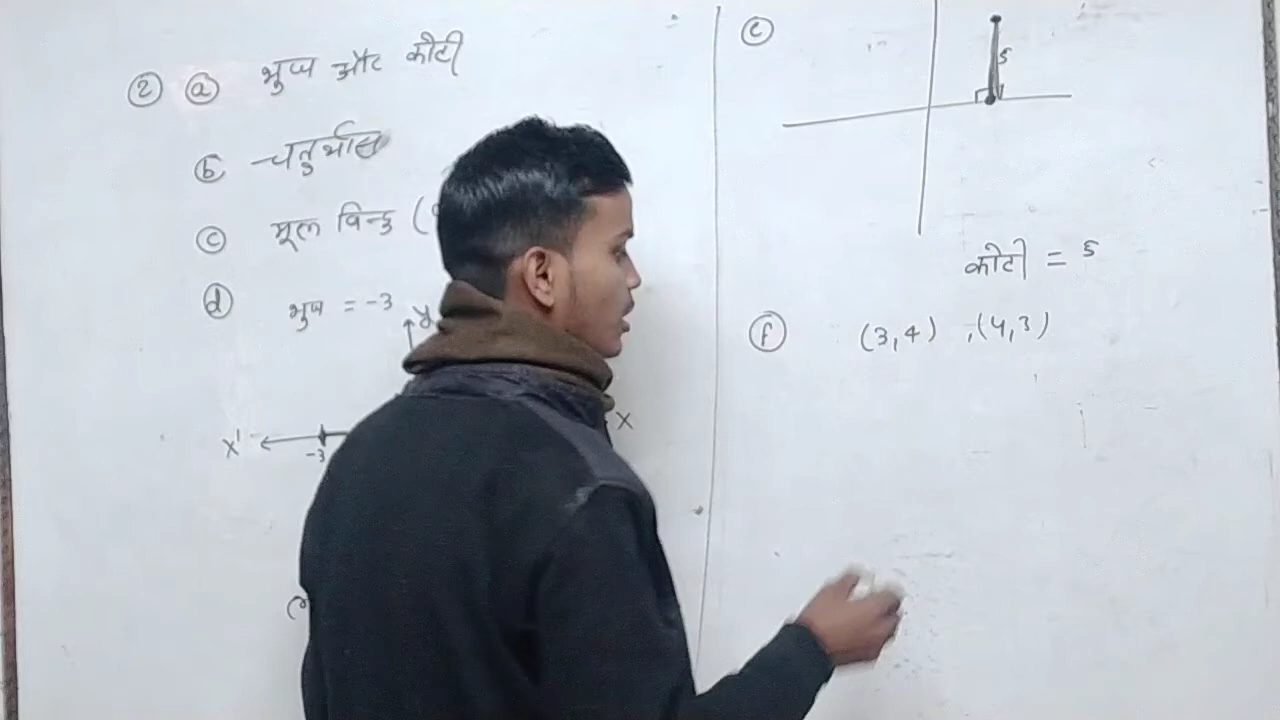 ② ⓐ भुज और कोटी
ⓑ चतुर्थांस
ⓒ मूल विन्दु (
ⓓ भुज = -3
y
X' -3 X
ⓔ
5
कोटी = 5
ⓕ (3,4) ,(4,3)